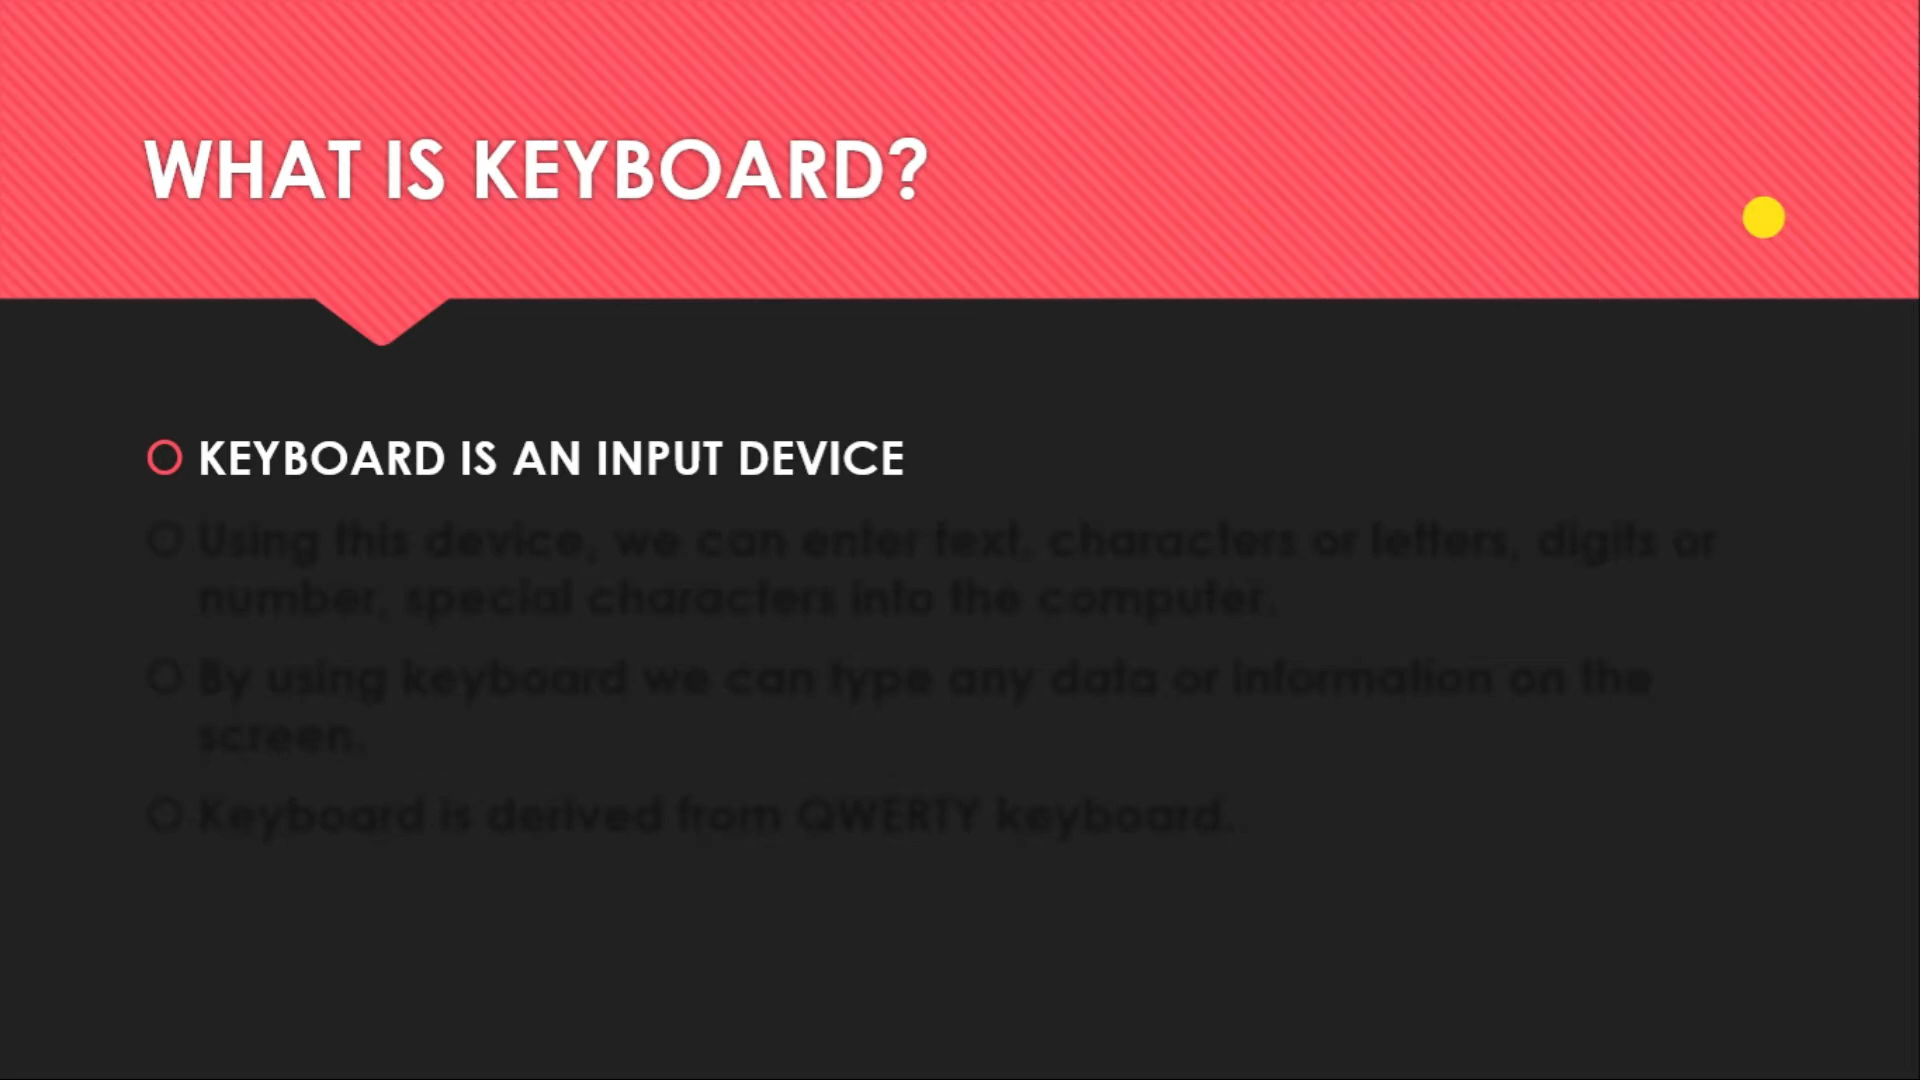 WHAT IS KEYBOARD?
KEYBOARD IS AN INPUT DEVICE
Using this device, we can enter text, characters or letters, digits or
number, special characters into the computer.
By using keyboard we can type any data or information on the
screen.
Keyboard is derived from QWERTY keyboard.